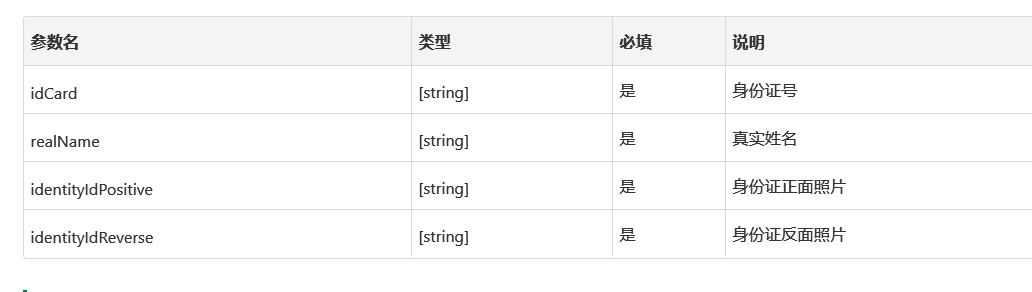 参数名 类型 必填 说明
idCard [string] 是 身份证号
realName [string] 是 真实姓名
identityIdPositive [string] 是 身份证正面照片
identityIdReverse [string] 是 身份证反面照片